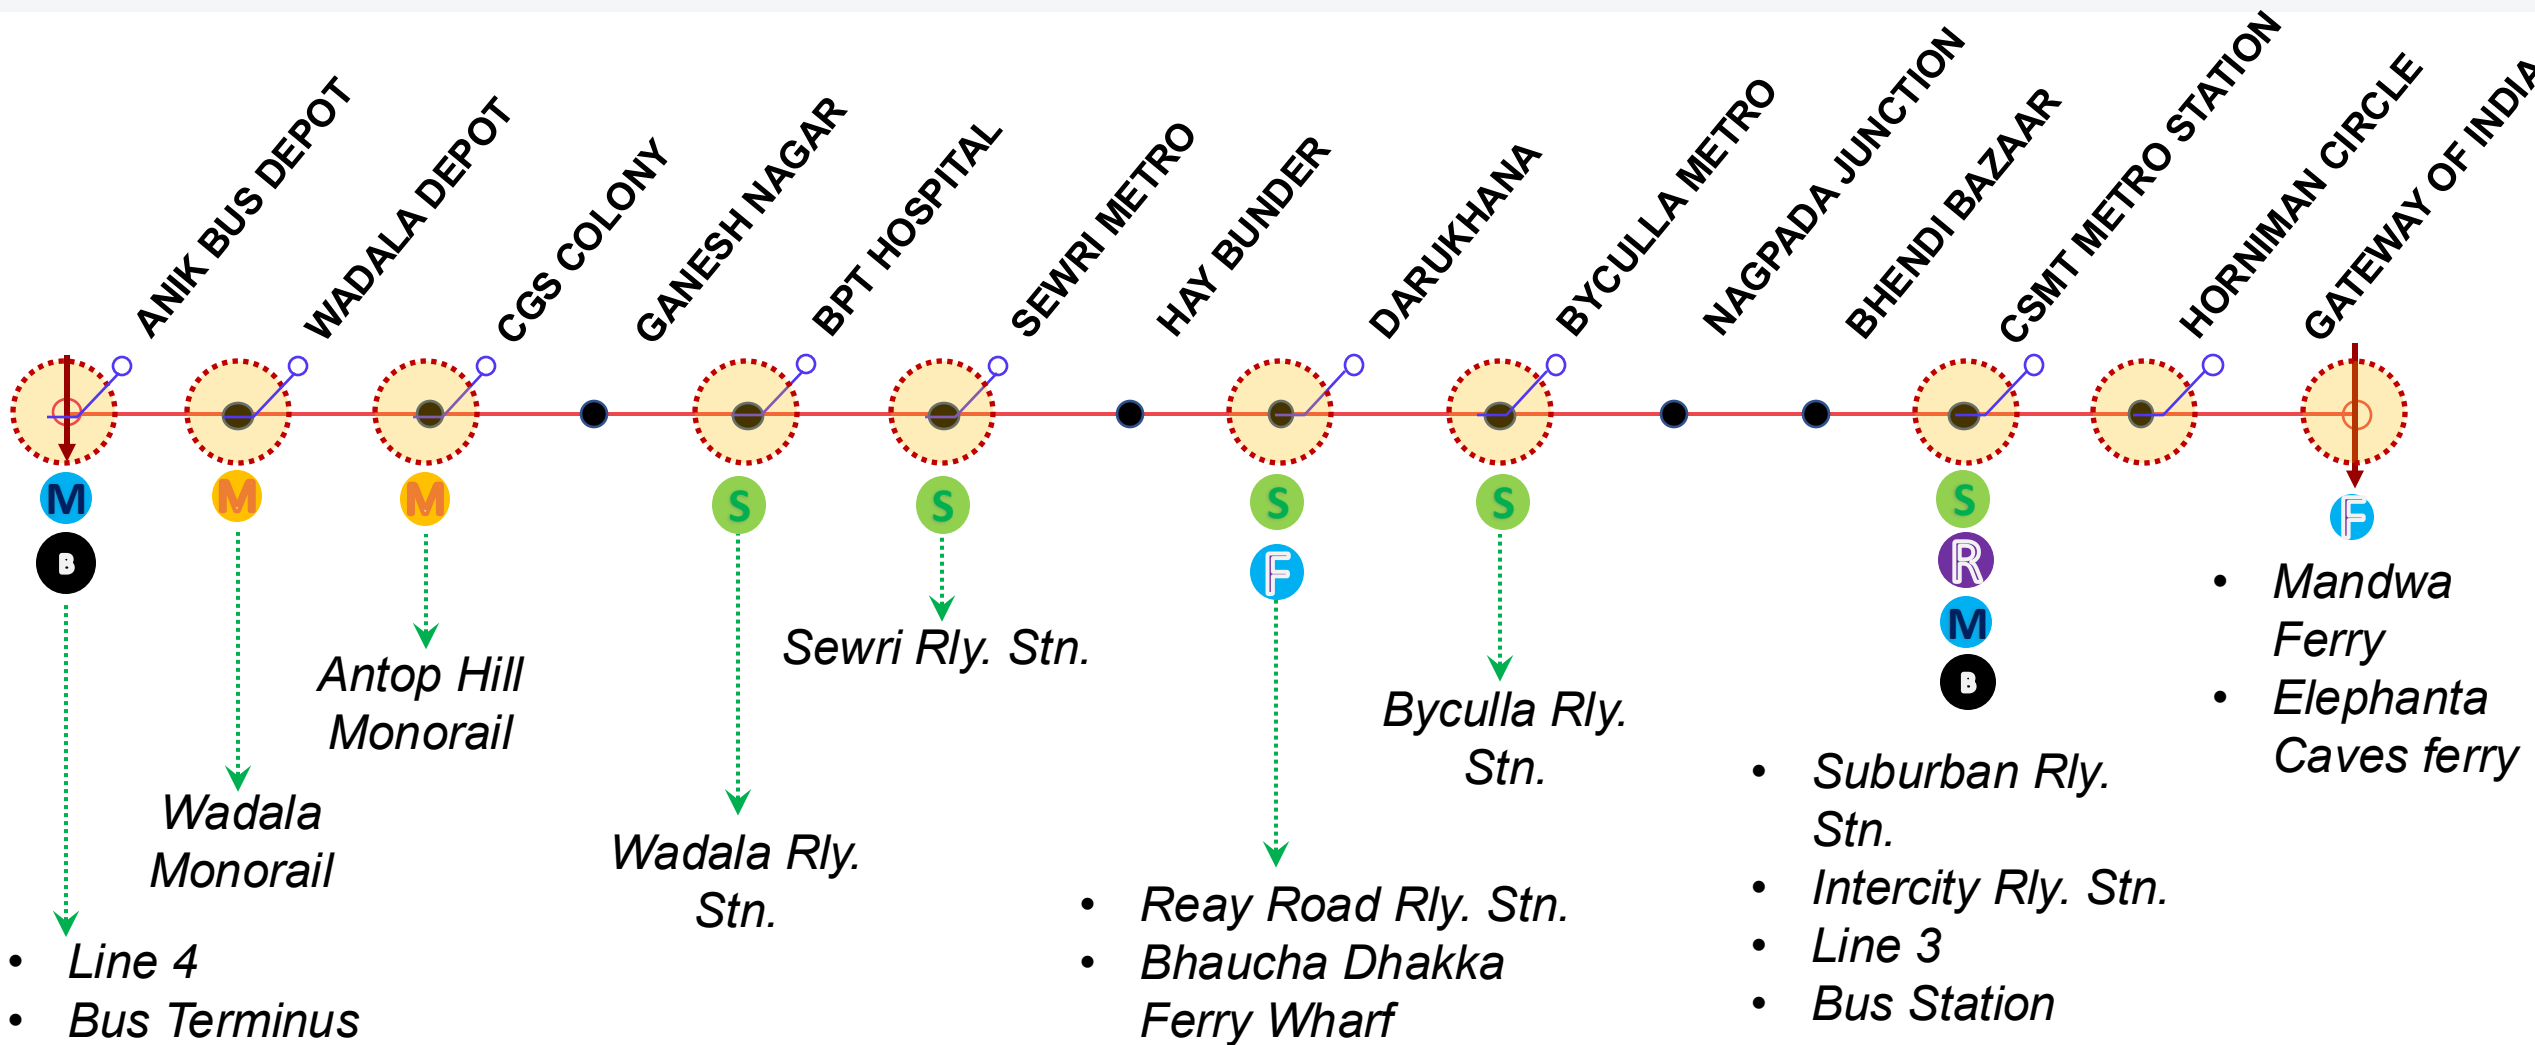 ANIK BUS DEPOT
WADALA DEPOT
CGS COLONY
GANESH NAGAR
BPT HOSPITAL
SEWRI METRO
HAY BUNDER
DARUKHANA
BYCULLA METRO
NAGPADA JUNCTION
BHENDI BAZAAR
CSMT METRO STATION
HORNIMAN CIRCLE
GATEWAY OF INDIA
M
B
• Line 4
• Bus Terminus
M
Wadala
Monorail
M
Antop Hill
Monorail
S
Wadala Rly.
Stn.
S
Sewri Rly. Stn.
S
F
• Reay Road Rly. Stn.
• Bhaucha Dhakka
Ferry Wharf
S
Byculla Rly.
Stn.
S
R
M
B
• Suburban Rly.
Stn.
• Intercity Rly. Stn.
• Line 3
• Bus Station
F
• Mandwa
Ferry
• Elephanta
Caves ferry